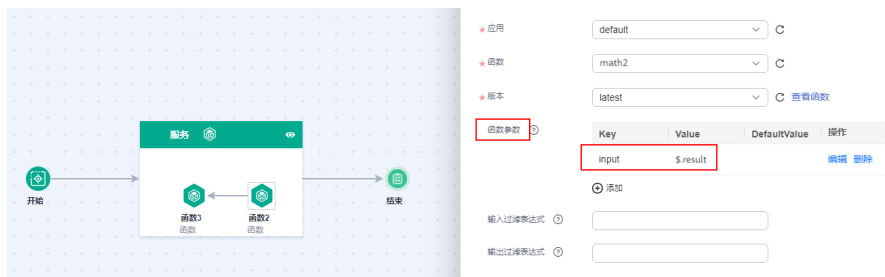 服务
开始
函数3
函数
函数2
函数
结束
* 应用 default
* 函数 math2
* 版本 latest 查看函数
函数参数 ?
Key Value DefaultValue 操作
input $.result 编辑 删除
添加
输入过滤表达式 ?
输出过滤表达式 ?